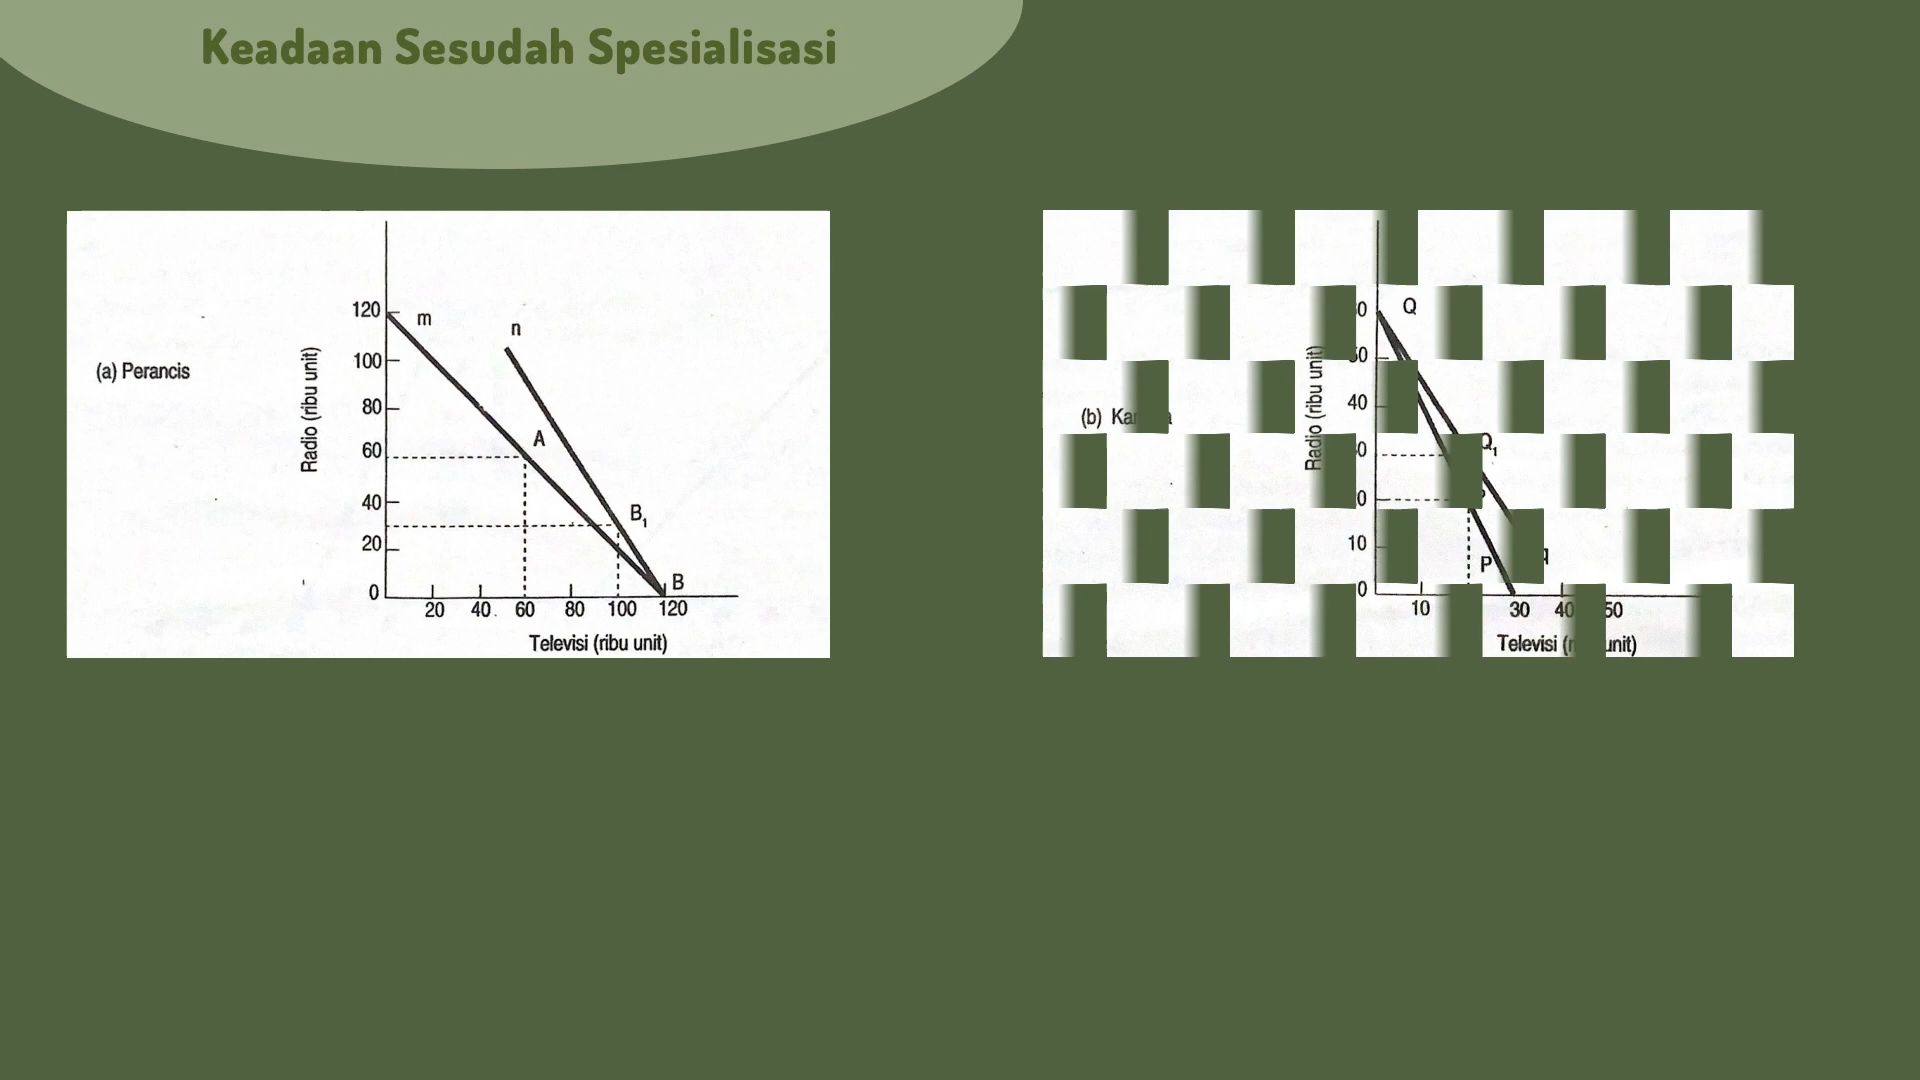 Keadaan Sesudah Spesialisasi
(a) Perancis
Radio (ribu unit)
120
100
80
60
40
20
0
m
n
A
B₁
B
20 40 60 80 100 120
Televisi (ribu unit)
(b)
Radio (ribu unit)
40
10
0
Q
Q₁
P
q
10 30 40 50
Televisi